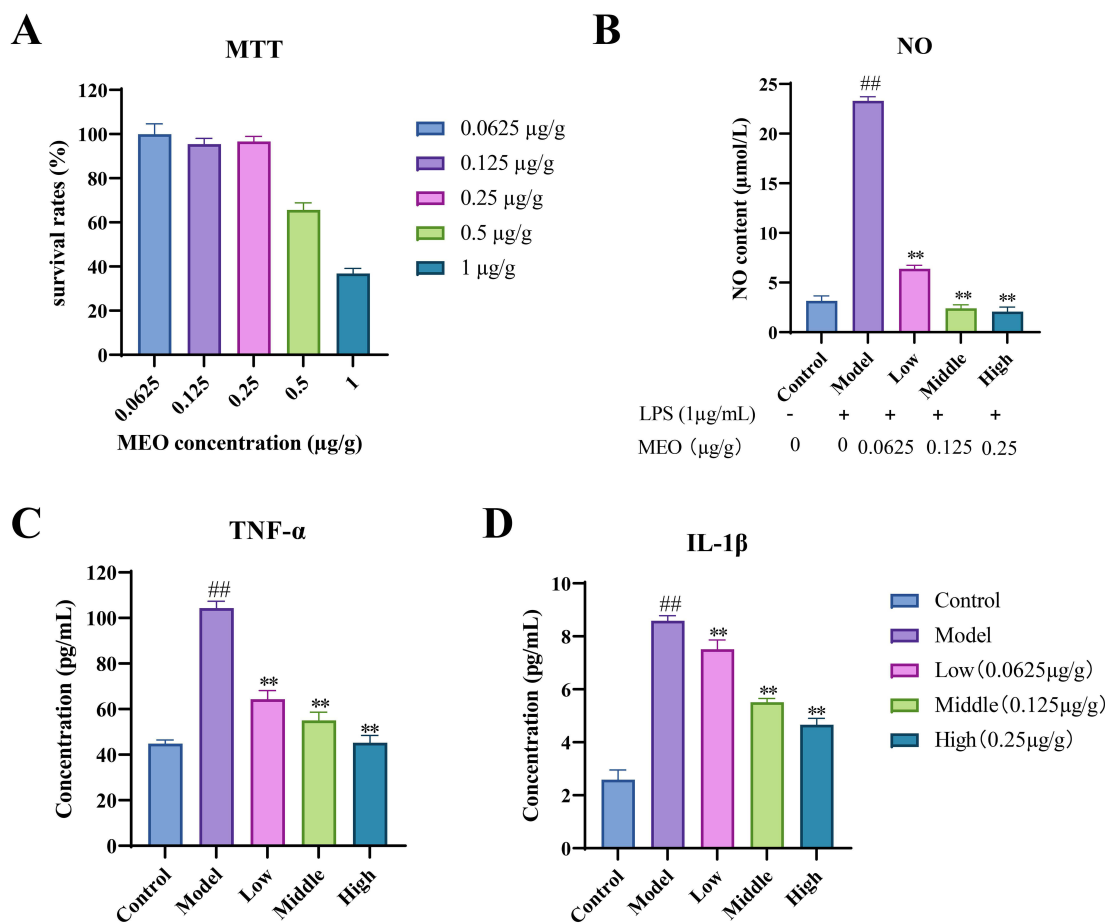 A
MTT
survival rates (%)
120
100
80
60
40
20
0
0.0625
0.125
0.25
0.5
1
MEO concentration (μg/g)
0.0625 μg/g
0.125 μg/g
0.25 μg/g
0.5 μg/g
1 μg/g
B
NO
NO content (μmol/L)
25
20
15
10
5
0
##
**
**
**
Control
Model
Low
Middle
High
LPS (1μg/mL) - + + + +
MEO（μg/g） 0 0 0.0625 0.125 0.25
C
TNF-α
Concentration (pg/mL)
120
100
80
60
40
20
0
##
**
**
**
Control
Model
Low
Middle
High
D
IL-1β
Concentration (pg/mL)
10
8
6
4
2
0
##
**
**
**
Control
Model
Low
Middle
High
Control
Model
Low（0.0625μg/g）
Middle（0.125μg/g）
High（0.25μg/g）